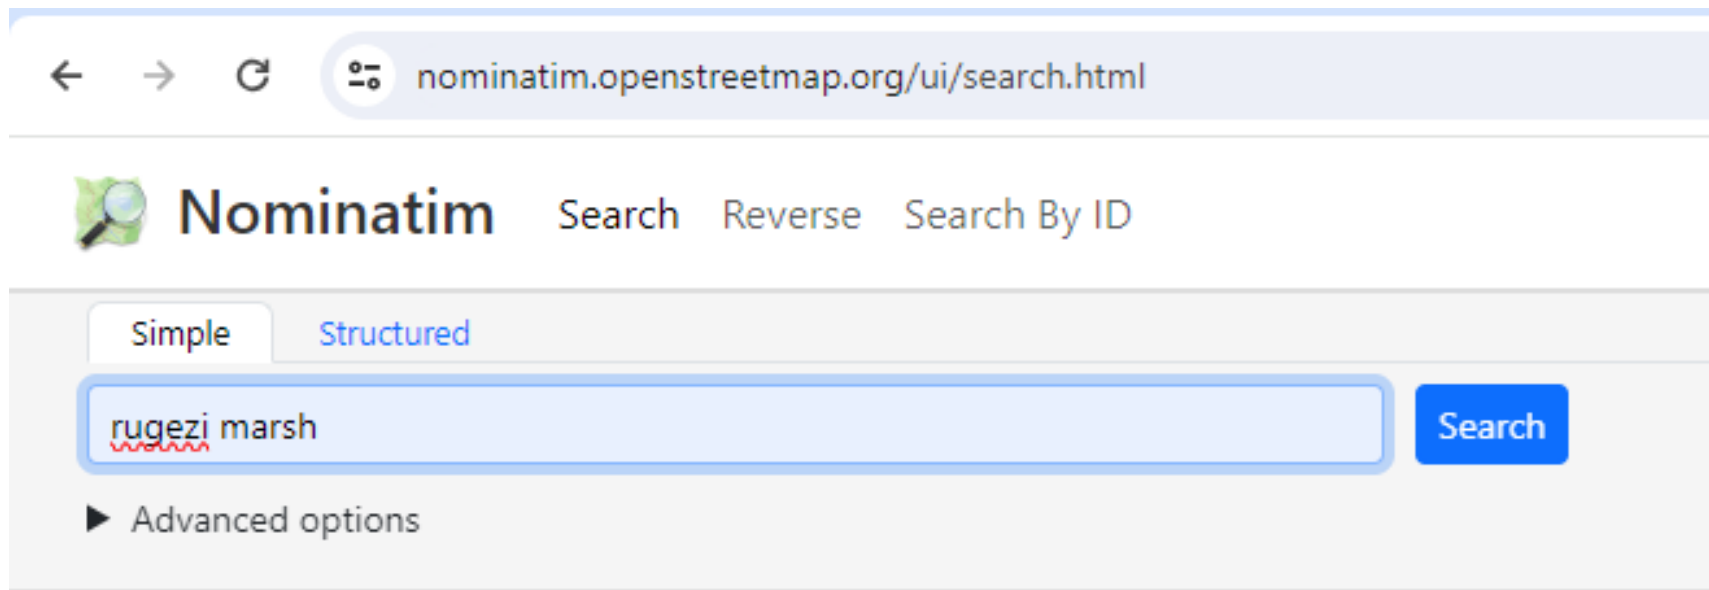 nominatim.openstreetmap.org/ui/search.html
Nominatim Search Reverse Search By ID
Simple Structured
rugezi marsh Search
Advanced options